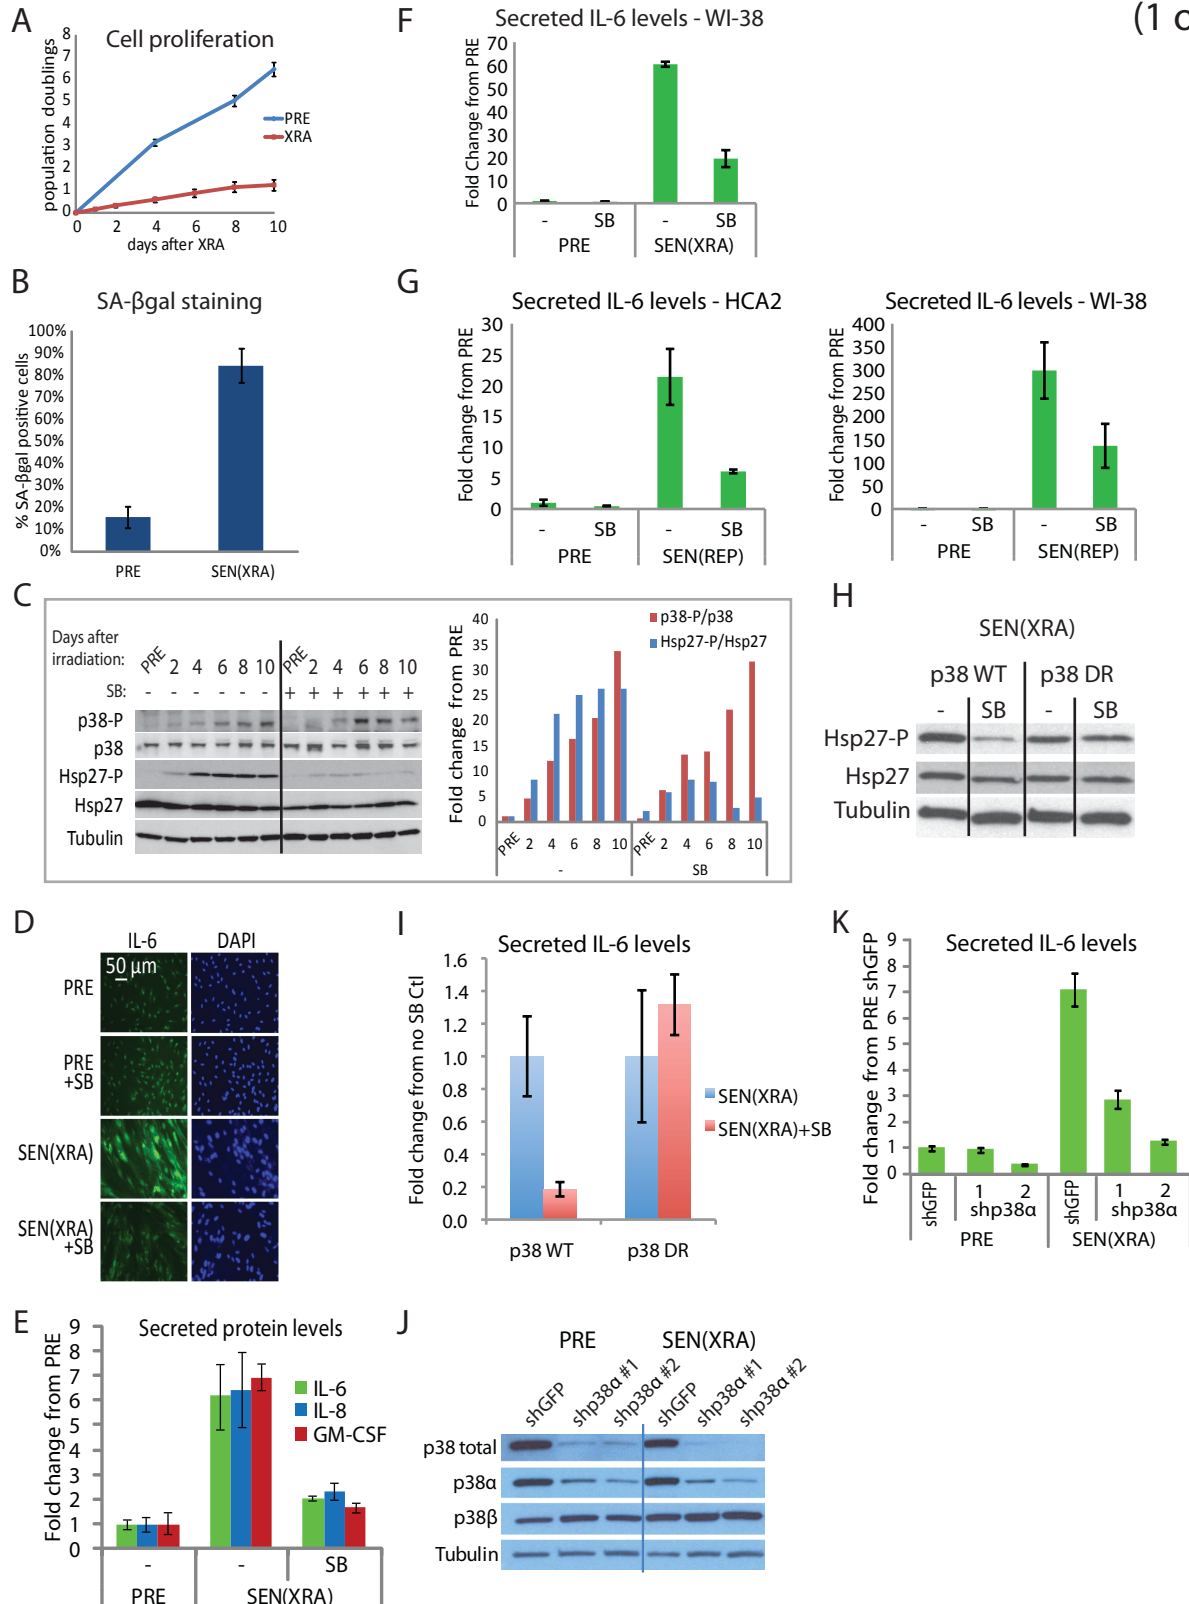 A
Cell proliferation
population doublings
8
7
6
5
4
3
2
1
0
PRE
XRA
0 2 4 6 8 10
days after XRA
B
SA-βgal staining
% SA-βgal positive cells
100%
90%
80%
70%
60%
50%
40%
30%
20%
10%
0%
PRE SEN(XRA)
C
Days after
irradiation: PRE 2 4 6 8 10 PRE 2 4 6 8 10
SB: - - - - - - + + + + + +
p38-P
p38
Hsp27-P
Hsp27
Tubulin
Fold change from PRE
40
35
30
25
20
15
10
5
0
p38-P/p38
Hsp27-P/Hsp27
PRE 2 4 6 8 10 PRE 2 4 6 8 10
- SB
D
IL-6 DAPI
50 µm
PRE
PRE
+SB
SEN(XRA)
SEN(XRA)
+SB
E
Secreted protein levels
Fold change from PRE
9
8
7
6
5
4
3
2
1
0
IL-6
IL-8
GM-CSF
- - SB
PRE SEN(XRA)
F
Secreted IL-6 levels - WI-38
(1 o
Fold Change from PRE
70
60
50
40
30
20
10
0
- SB - SB
PRE SEN(XRA)
G
Secreted IL-6 levels - HCA2
Fold change from PRE
30
25
20
15
10
5
0
- SB - SB
PRE SEN(REP)
Secreted IL-6 levels - WI-38
Fold change from PRE
400
350
300
250
200
150
100
50
0
- SB - SB
PRE SEN(REP)
H
SEN(XRA)
p38 WT p38 DR
- SB - SB
Hsp27-P
Hsp27
Tubulin
I
Secreted IL-6 levels
Fold change from no SB Ctl
1.6
1.4
1.2
1.0
0.8
0.6
0.4
0.2
0.0
SEN(XRA)
SEN(XRA)+SB
p38 WT p38 DR
J
PRE SEN(XRA)
shGFP shp38α #1 shp38α #2 shGFP shp38α #1 shp38α #2
p38 total
p38α
p38β
Tubulin
K
Secreted IL-6 levels
Fold change from PRE shGFP
9
8
7
6
5
4
3
2
1
0
shGFP 1 2 shGFP 1 2
shp38α shp38α
PRE SEN(XRA)